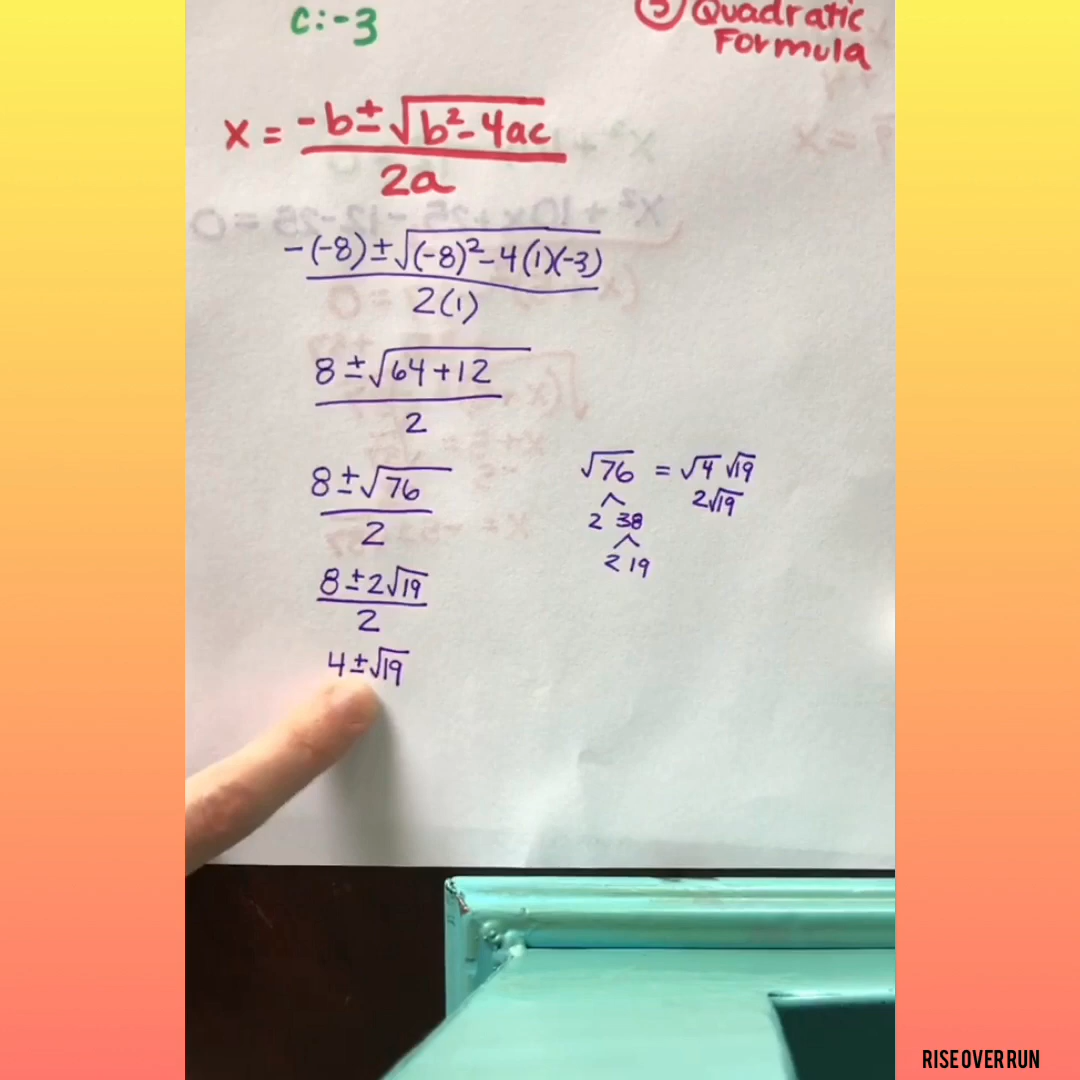 c:-3
③ Quadratic
Formula
x = -b ± √b² - 4ac
2a
-(-8) ± √(-8)² - 4(1)(-3)
2(1)
8 ± √64+12
2
8 ± √76
2
8 ± 2√19
2
4 ± √19
√76 = √4 √19
2√19
2 38
2 19
RISE OVER RUN